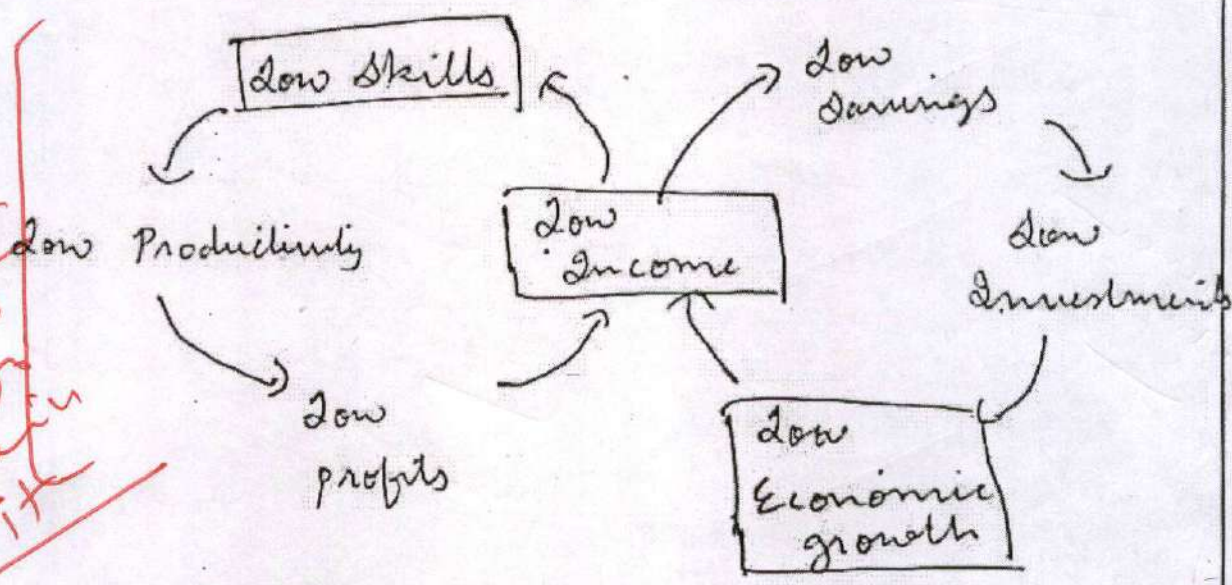 Low Skills
Low Savings
Low Productivity
Low Income
Low Investments
Low profits
Low Economic growth